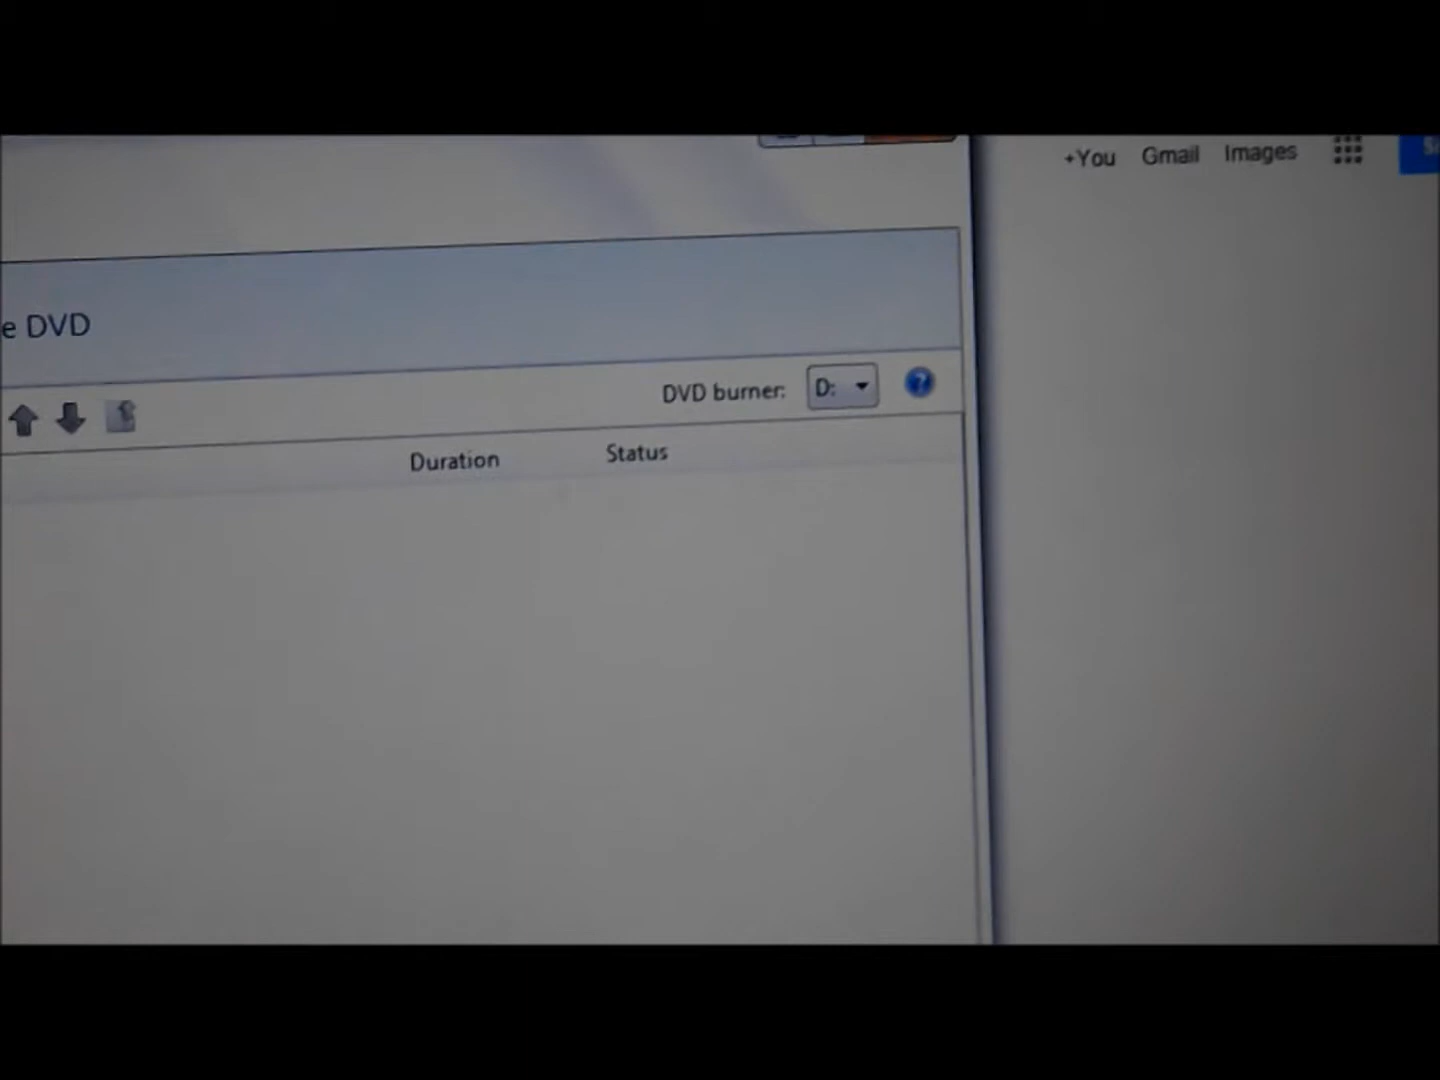 +You Gmail Images
e DVD
DVD burner: D:
Duration Status